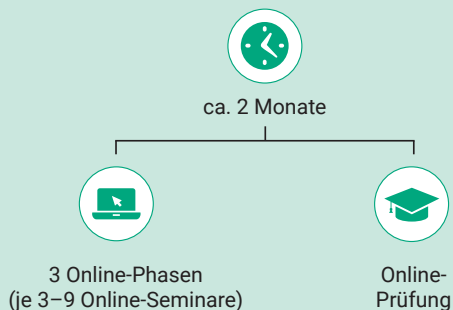 ca. 2 Monate
3 Online-Phasen
(je 3–9 Online-Seminare)
Online-
Prüfung